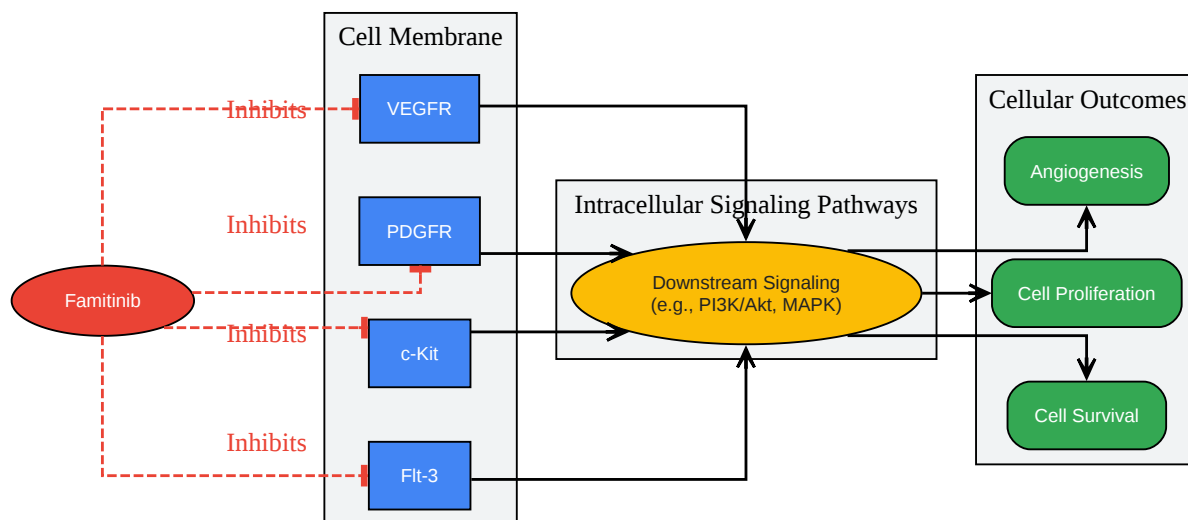 Cell Membrane
Inhibits
VEGFR
Cellular Outcomes
Angiogenesis
Inhibits
PDGFR
Intracellular Signaling Pathways
Famitinib
Downstream Signaling
(e.g., PI3K/Akt, MAPK)
Cell Proliferation
Inhibits
c-Kit
Cell Survival
Inhibits
Flt-3